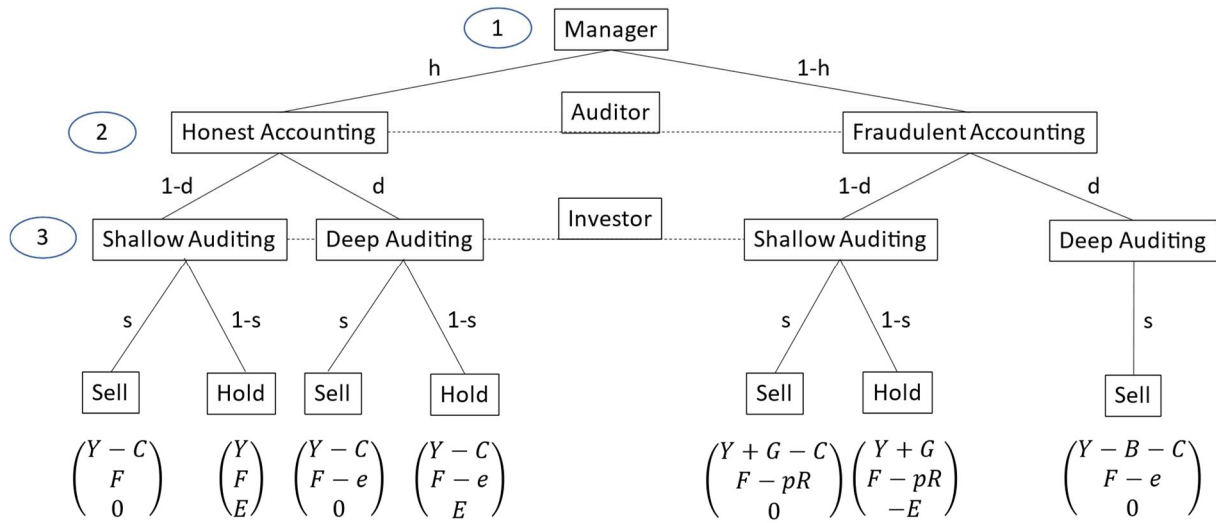 1 Manager
h 1-h
Auditor
2 Honest Accounting Fraudulent Accounting
1-d d 1-d d
Investor
3 Shallow Auditing Deep Auditing Shallow Auditing Deep Auditing
s 1-s s 1-s s 1-s s
Sell Hold Sell Hold Sell Hold Sell
Y − C Y Y − C Y − C Y + G − C Y + G Y − B − C
F F F − e F − e F − pR F − pR F − e
0 E 0 E 0 −E 0